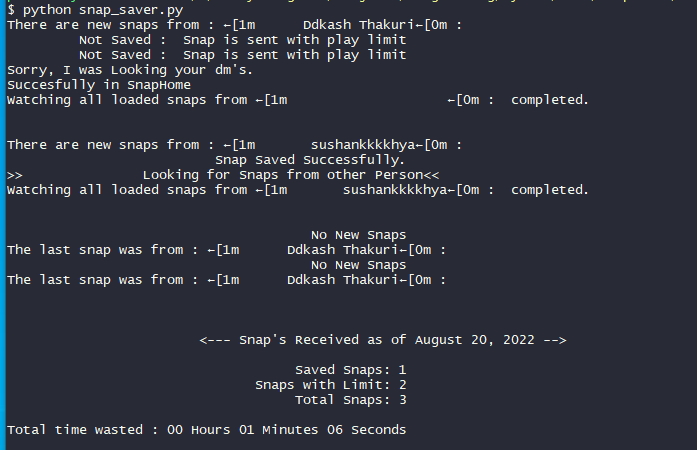 $ python snap_saver.py
There are new snaps from : ←[1m      Ddkash Thakuri←[0m :
Not Saved :  Snap is sent with play limit
Not Saved :  Snap is sent with play limit
Sorry, I was Looking your dm's.
Succesfully in SnapHome
Watching all loaded snaps from ←[1m                    ←[0m :  completed.
There are new snaps from : ←[1m       sushankkkkhya←[0m :
Snap Saved Successfully.
>>               Looking for Snaps from other Person<<
Watching all loaded snaps from ←[1m       sushankkkkhya←[0m :  completed.
No New Snaps
The last snap was from : ←[1m      Ddkash Thakuri←[0m :
No New Snaps
The last snap was from : ←[1m      Ddkash Thakuri←[0m :
<--- Snap's Received as of August 20, 2022 -->
Saved Snaps: 1
Snaps with Limit: 2
Total Snaps: 3
Total time wasted : 00 Hours 01 Minutes 06 Seconds